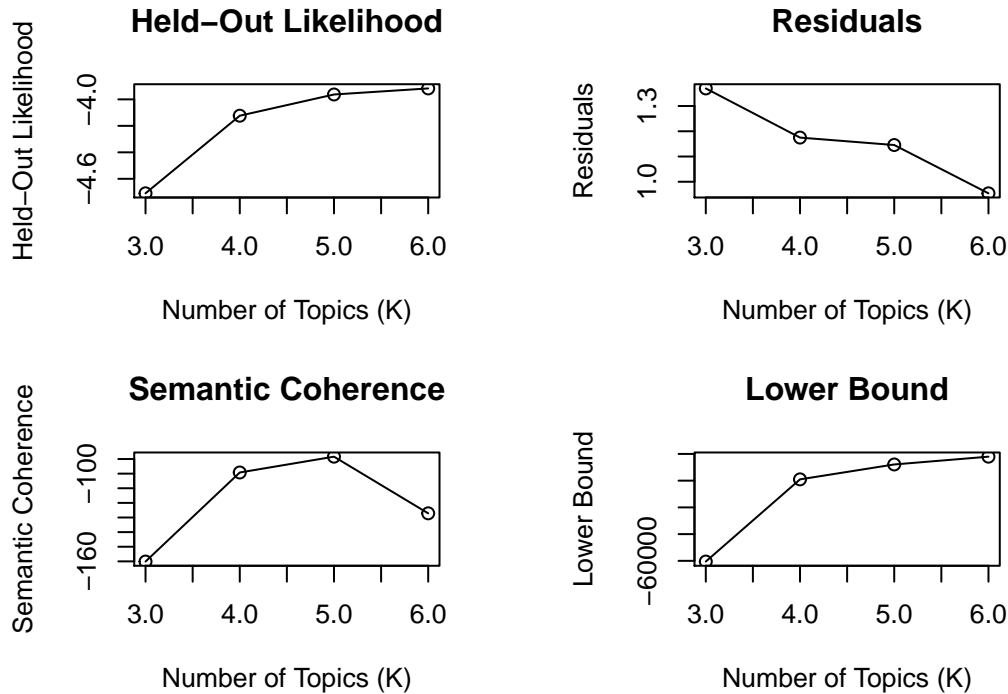 Held−Out Likelihood
Held−Out Likelihood
−4.0
−4.6
3.0 4.0 5.0 6.0
Number of Topics (K)
Residuals
Residuals
1.3
1.0
3.0 4.0 5.0 6.0
Number of Topics (K)
Semantic Coherence
Semantic Coherence
−100
−160
3.0 4.0 5.0 6.0
Number of Topics (K)
Lower Bound
Lower Bound
−60000
3.0 4.0 5.0 6.0
Number of Topics (K)